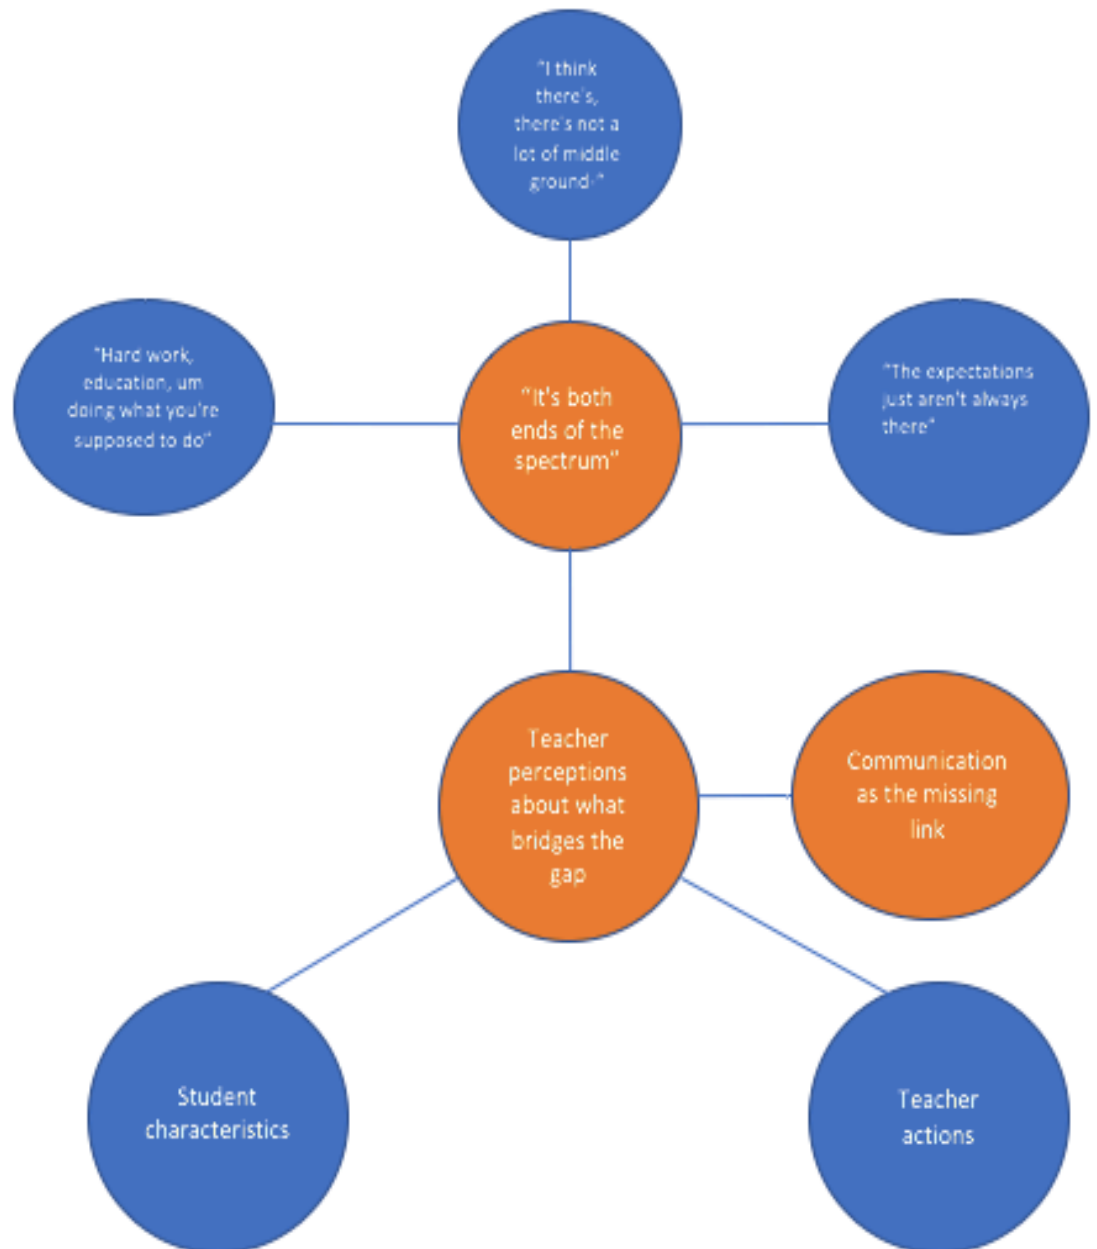 “I think
there's,
there's not a
lot of middle
ground-”
“Hard work,
education, um
doing what you're
supposed to do”
“It's both
ends of the
spectrum”
“The expectations
just aren't always
there”
Teacher
perceptions
about what
bridges the
gap
Communication
as the missing
link
Student
characteristics
Teacher
actions